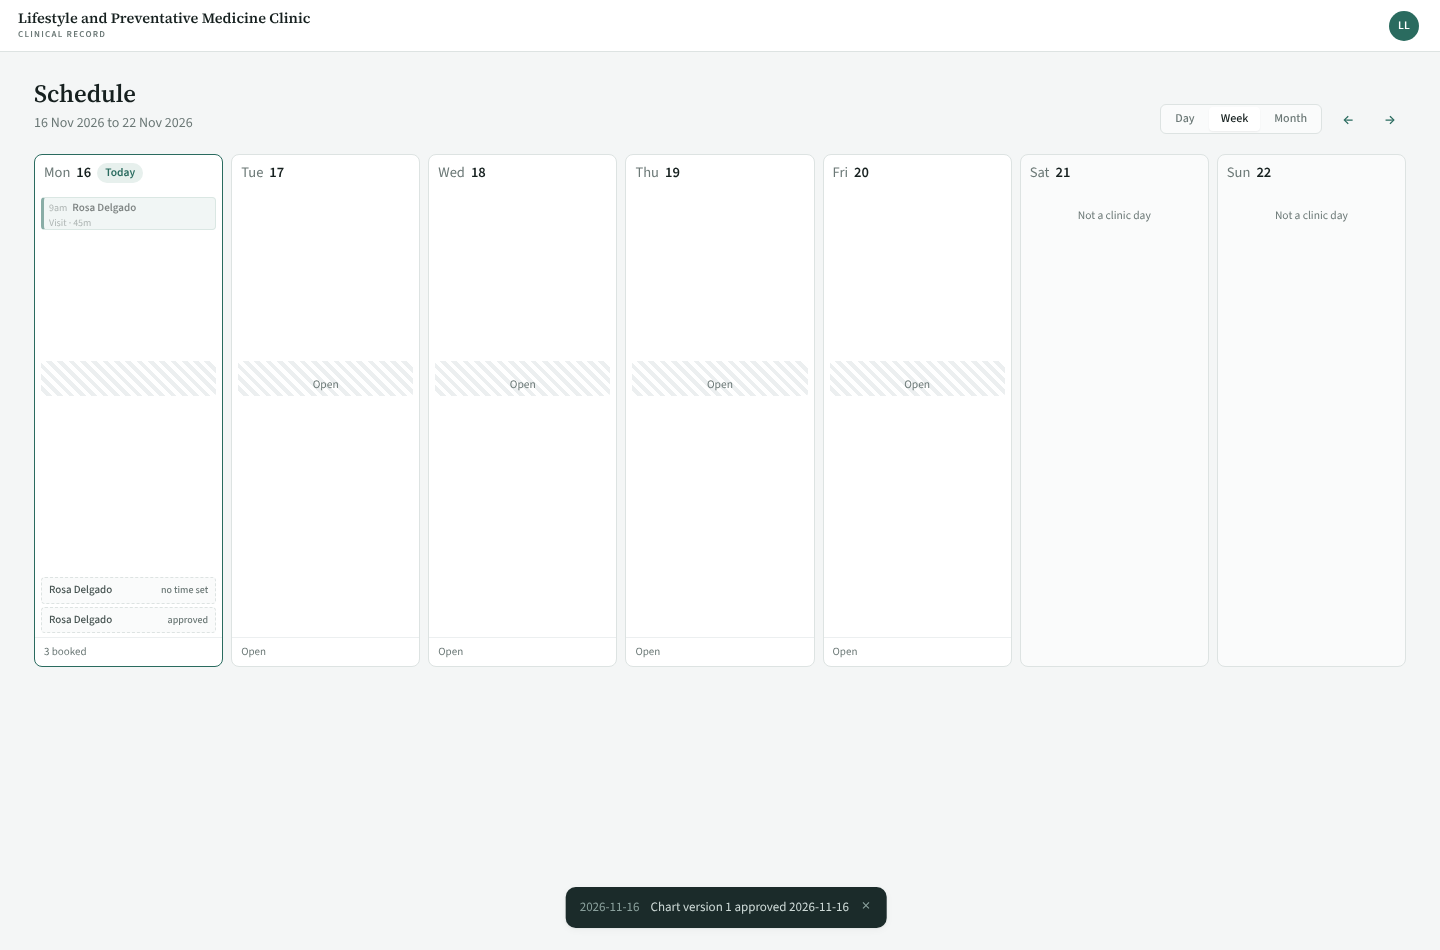 Lifestyle and Preventative Medicine Clinic
CLINICAL RECORD
LL
Schedule
16 Nov 2026 to 22 Nov 2026
Day Week Month ← →
Mon 16 Today
9am Rosa Delgado
Visit · 45m
Rosa Delgado no time set
Rosa Delgado approved
3 booked
Tue 17
Open
Open
Wed 18
Open
Open
Thu 19
Open
Open
Fri 20
Open
Open
Sat 21
Not a clinic day
Sun 22
Not a clinic day
2026-11-16 Chart version 1 approved 2026-11-16 ×